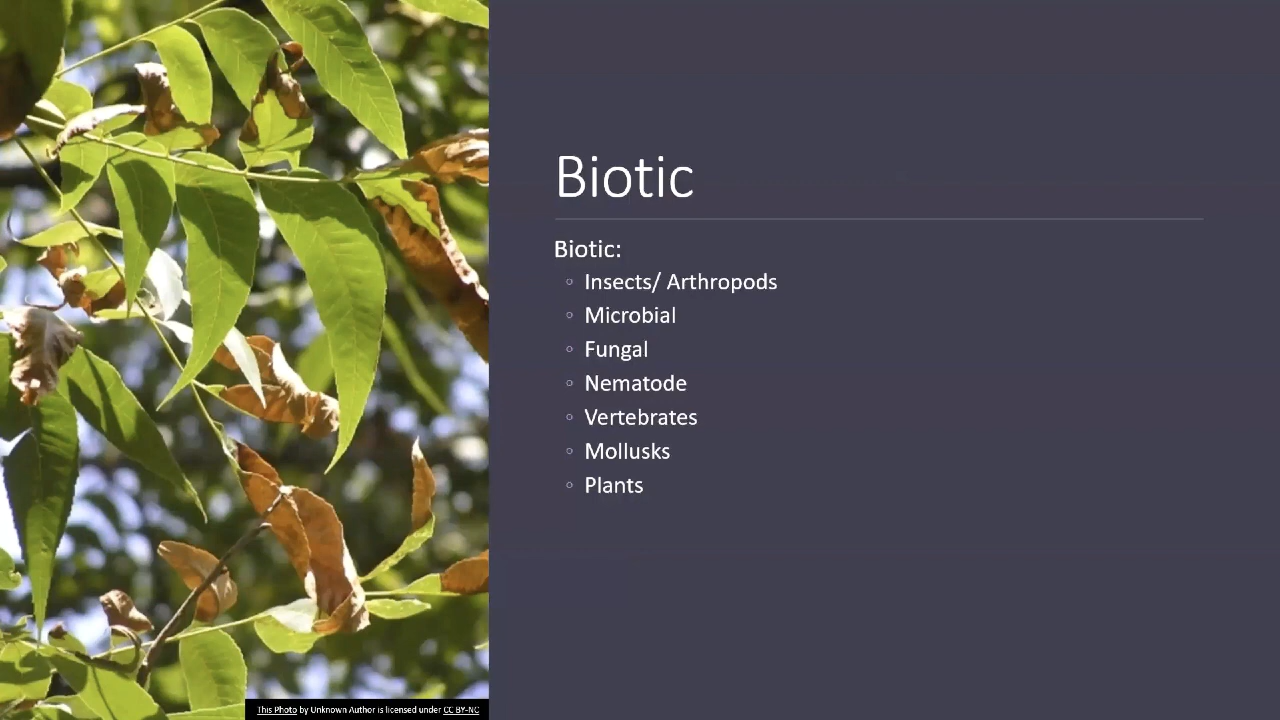 Biotic
Biotic:
◦ Insects/ Arthropods
◦ Microbial
◦ Fungal
◦ Nematode
◦ Vertebrates
◦ Mollusks
◦ Plants
This Photo by Unknown Author is licensed under CC BY-NC